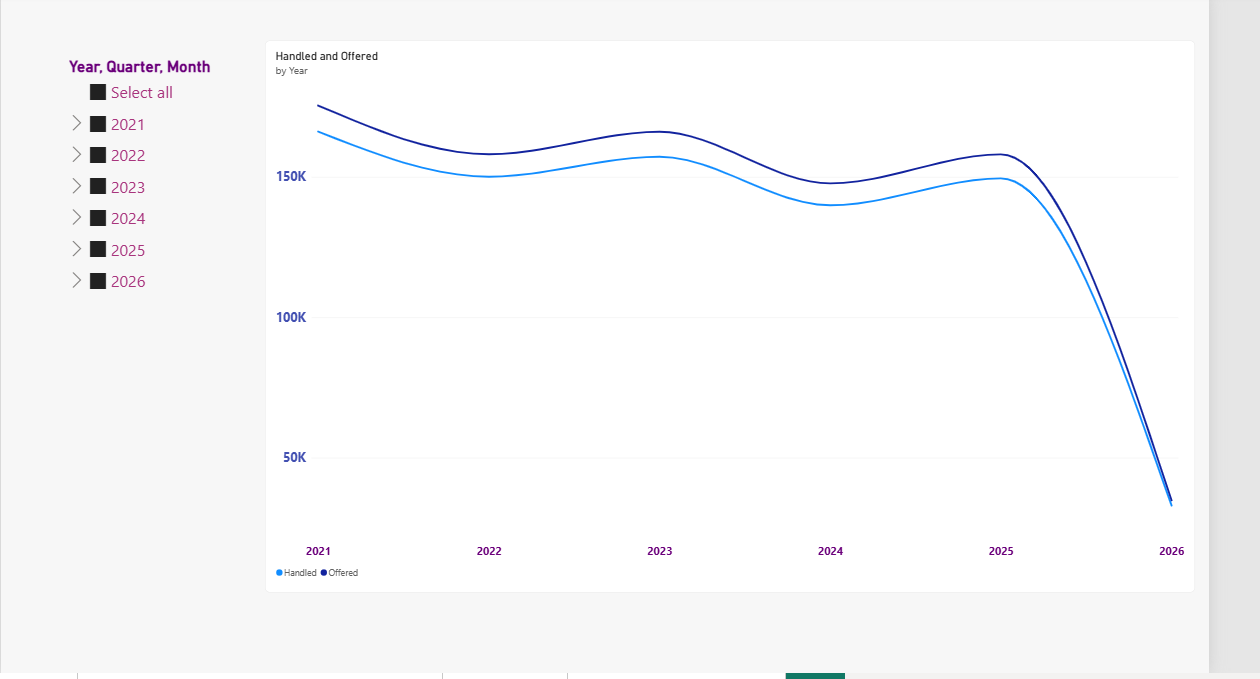 Year, Quarter, Month
Select all
2021
2022
2023
2024
2025
2026
Handled and Offered
by Year
150K
100K
50K
2021 2022 2023 2024 2025 2026
Handled Offered